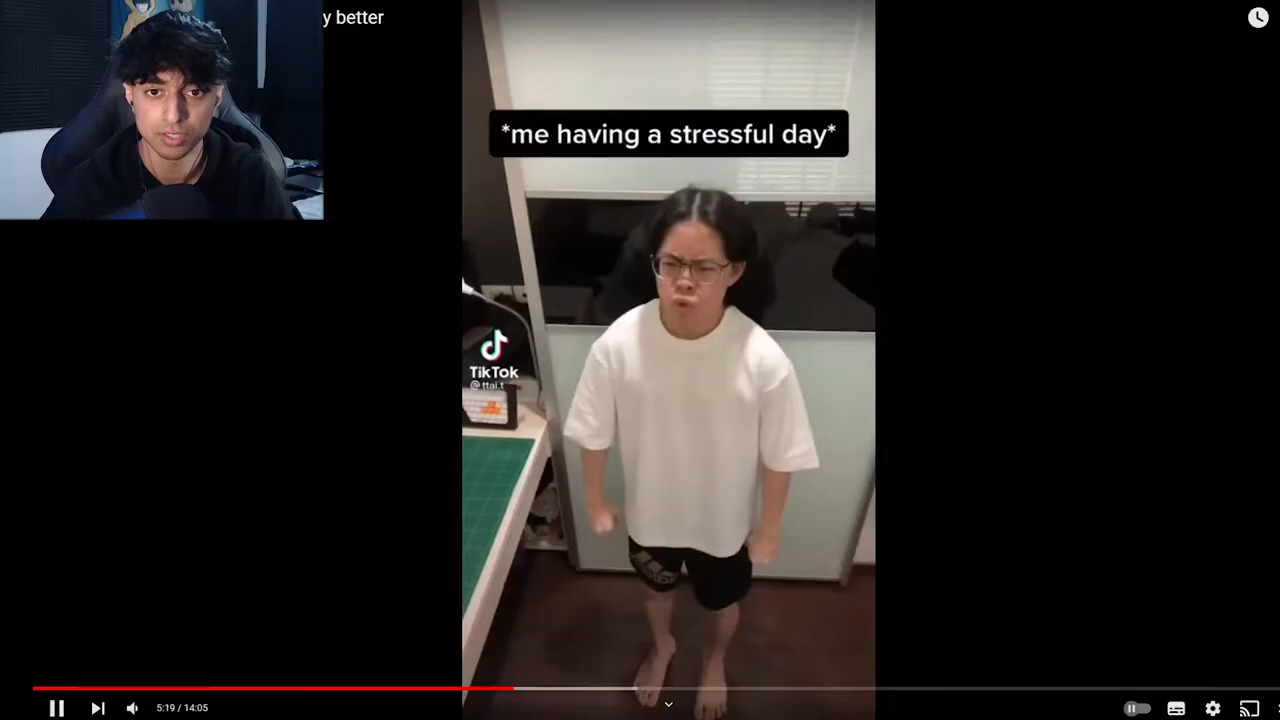 y better
*me having a stressful day*
TikTok
@ttai.t
5:19 / 14:05